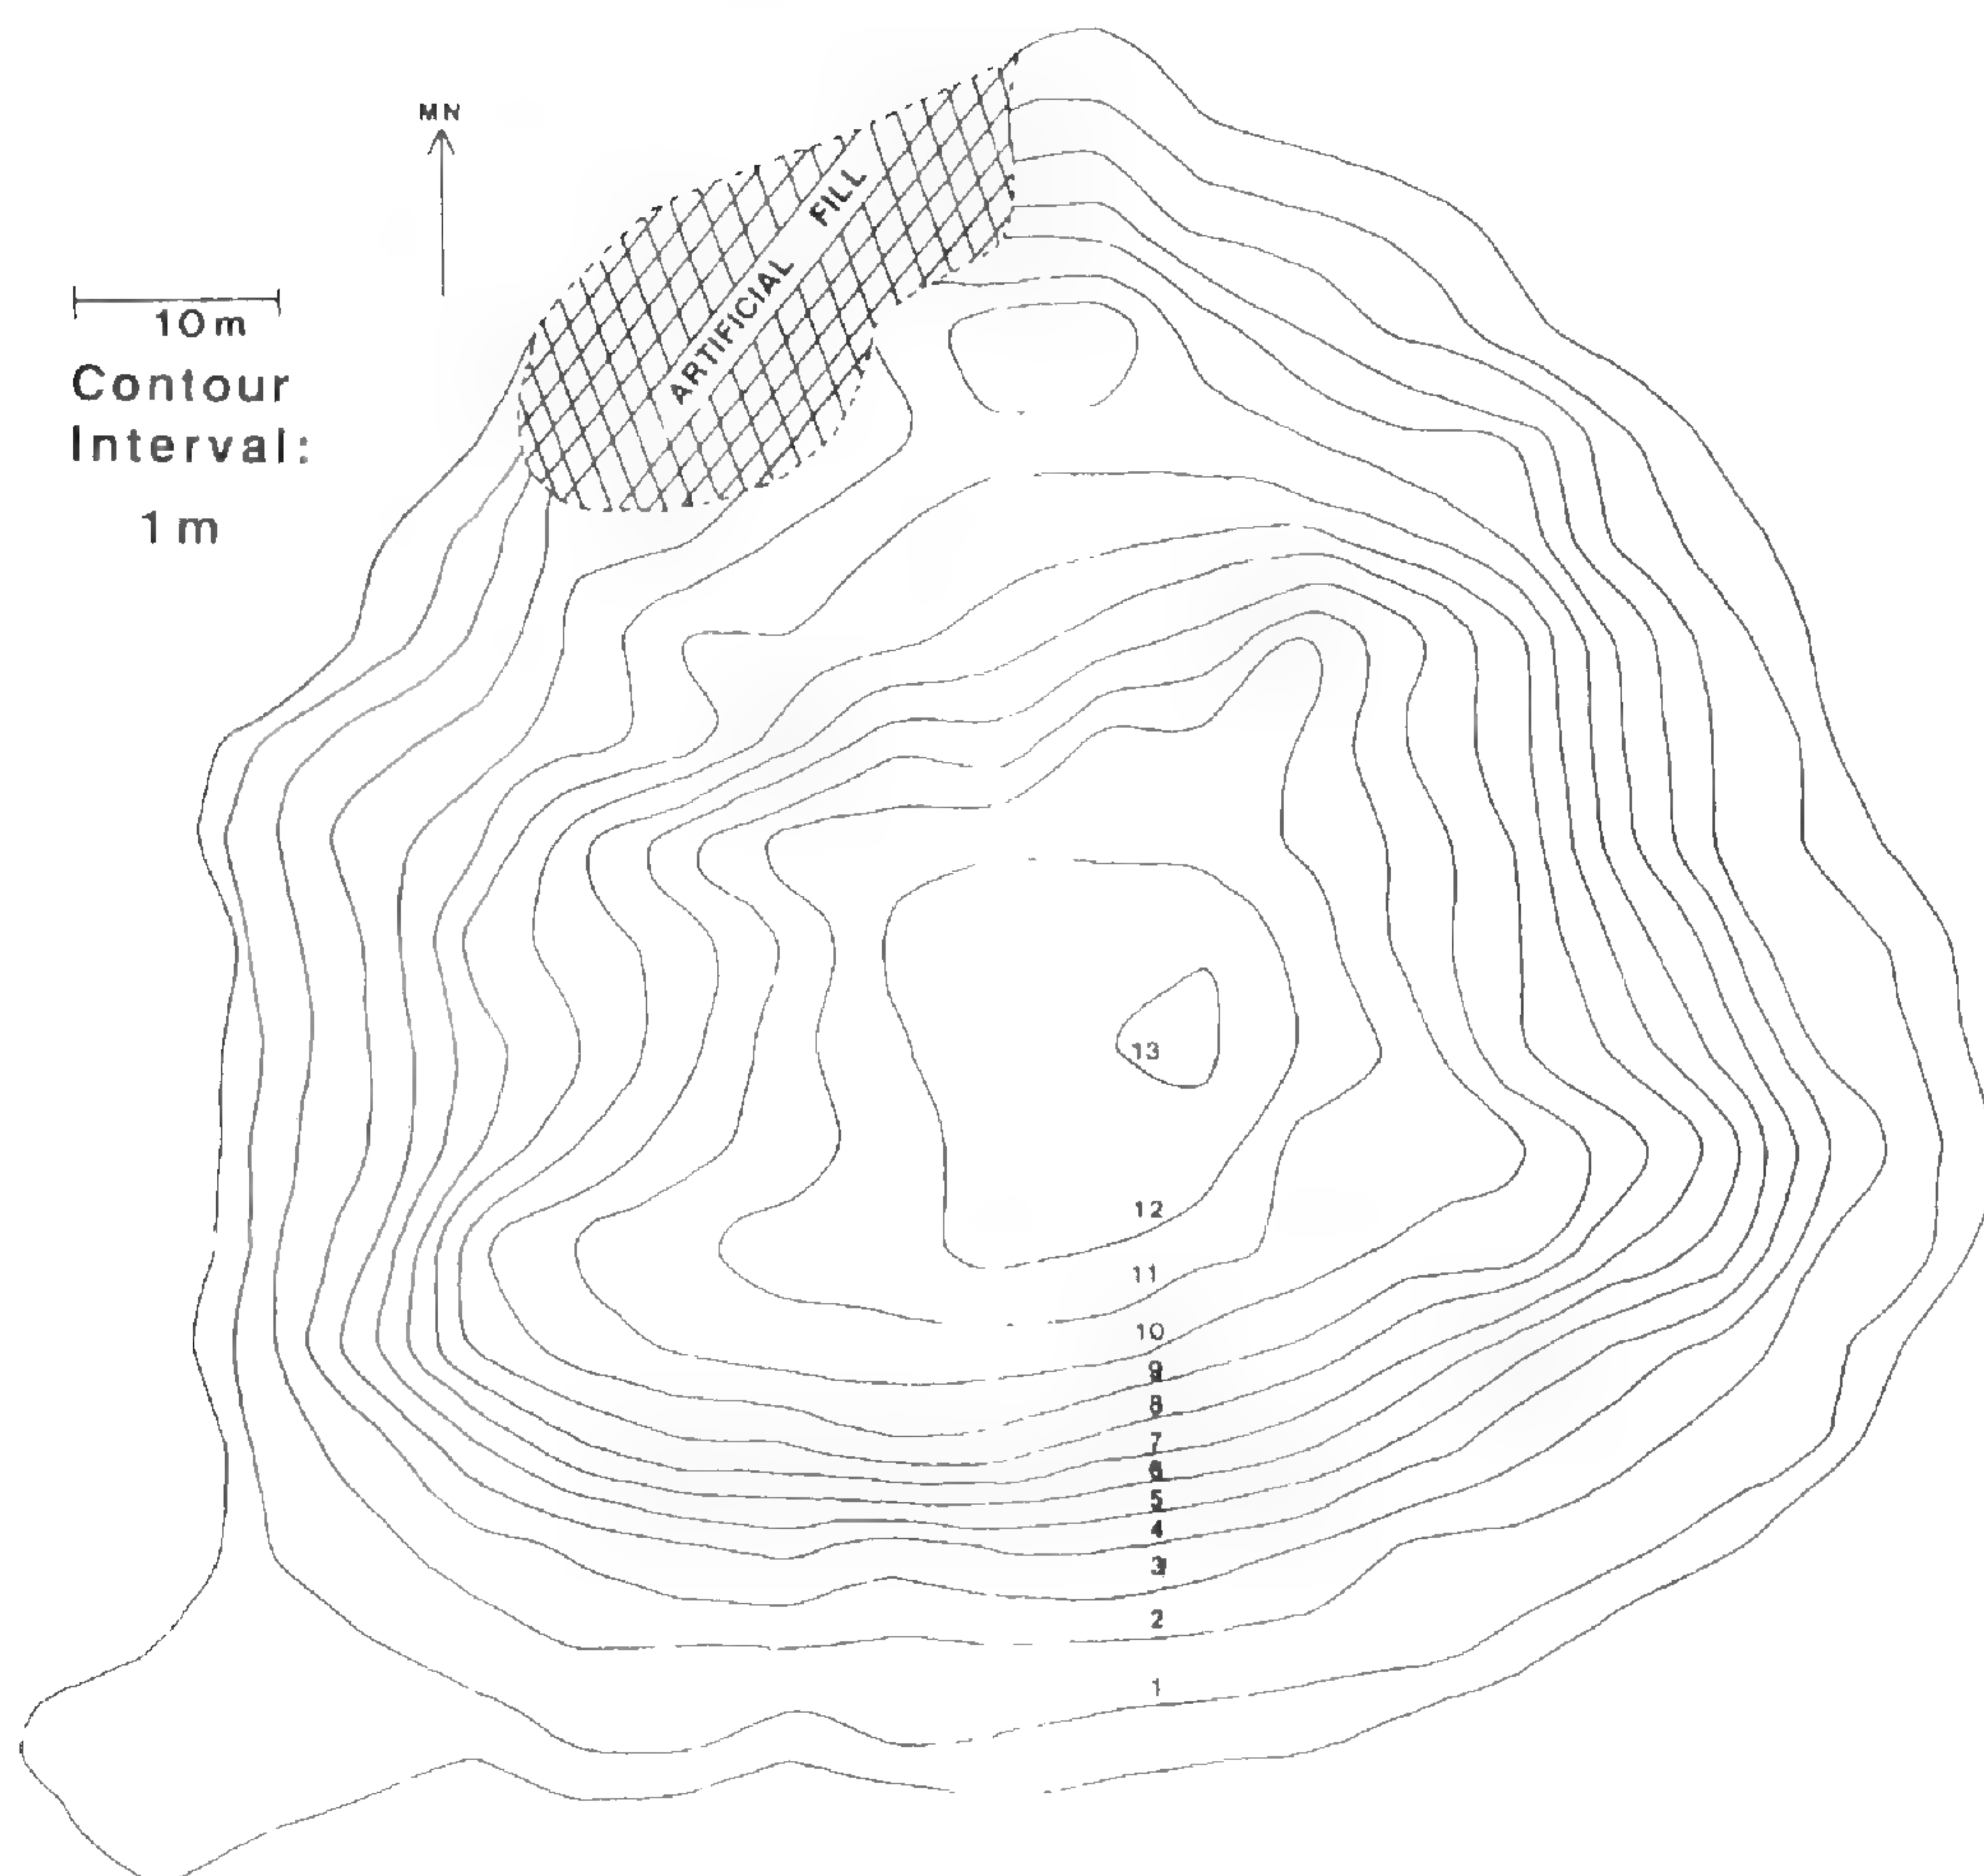 MN
10m
Contour
Interval:
1m
ARTIFICIAL FILL
13
12
11
10
9
8
7
6
5
4
3
2
1